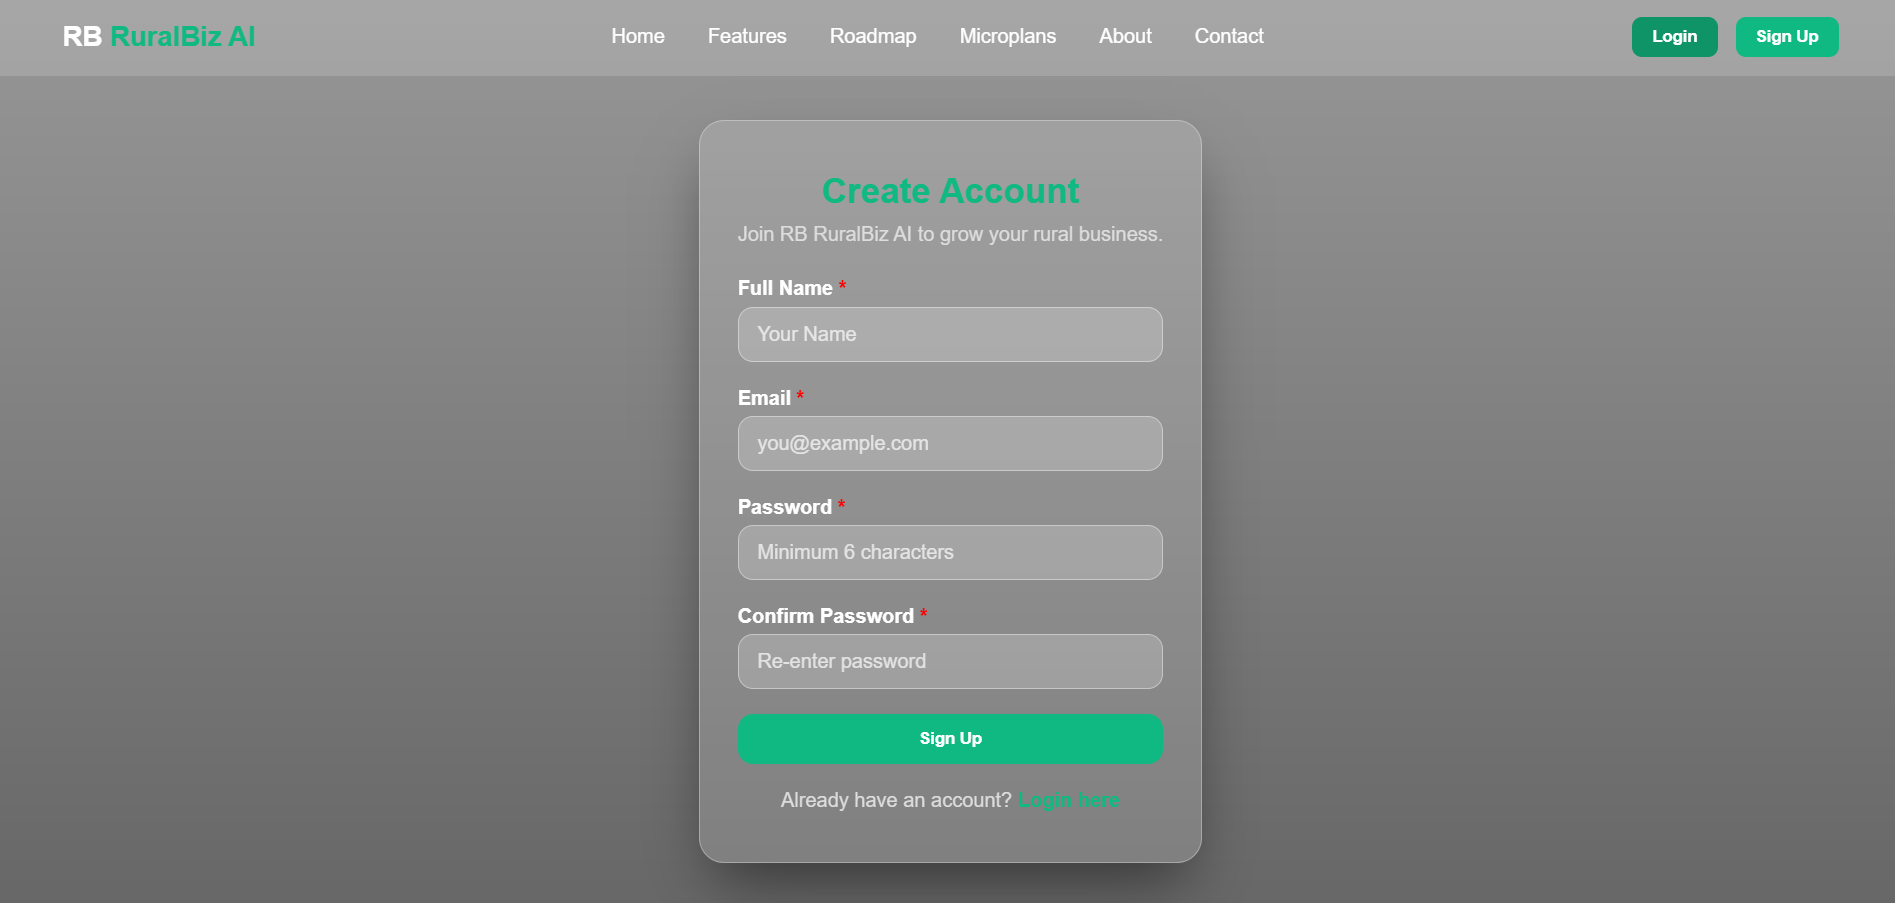 RB RuralBiz AI
Home Features Roadmap Microplans About Contact
Login Sign Up
Create Account
Join RB RuralBiz AI to grow your rural business.
Full Name *
Your Name
Email *
you@example.com
Password *
Minimum 6 characters
Confirm Password *
Re-enter password
Sign Up
Already have an account? Login here